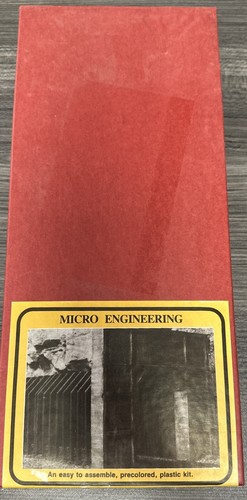 MICRO ENGINEERING
An easy to assemble, precolored, plastic kit.